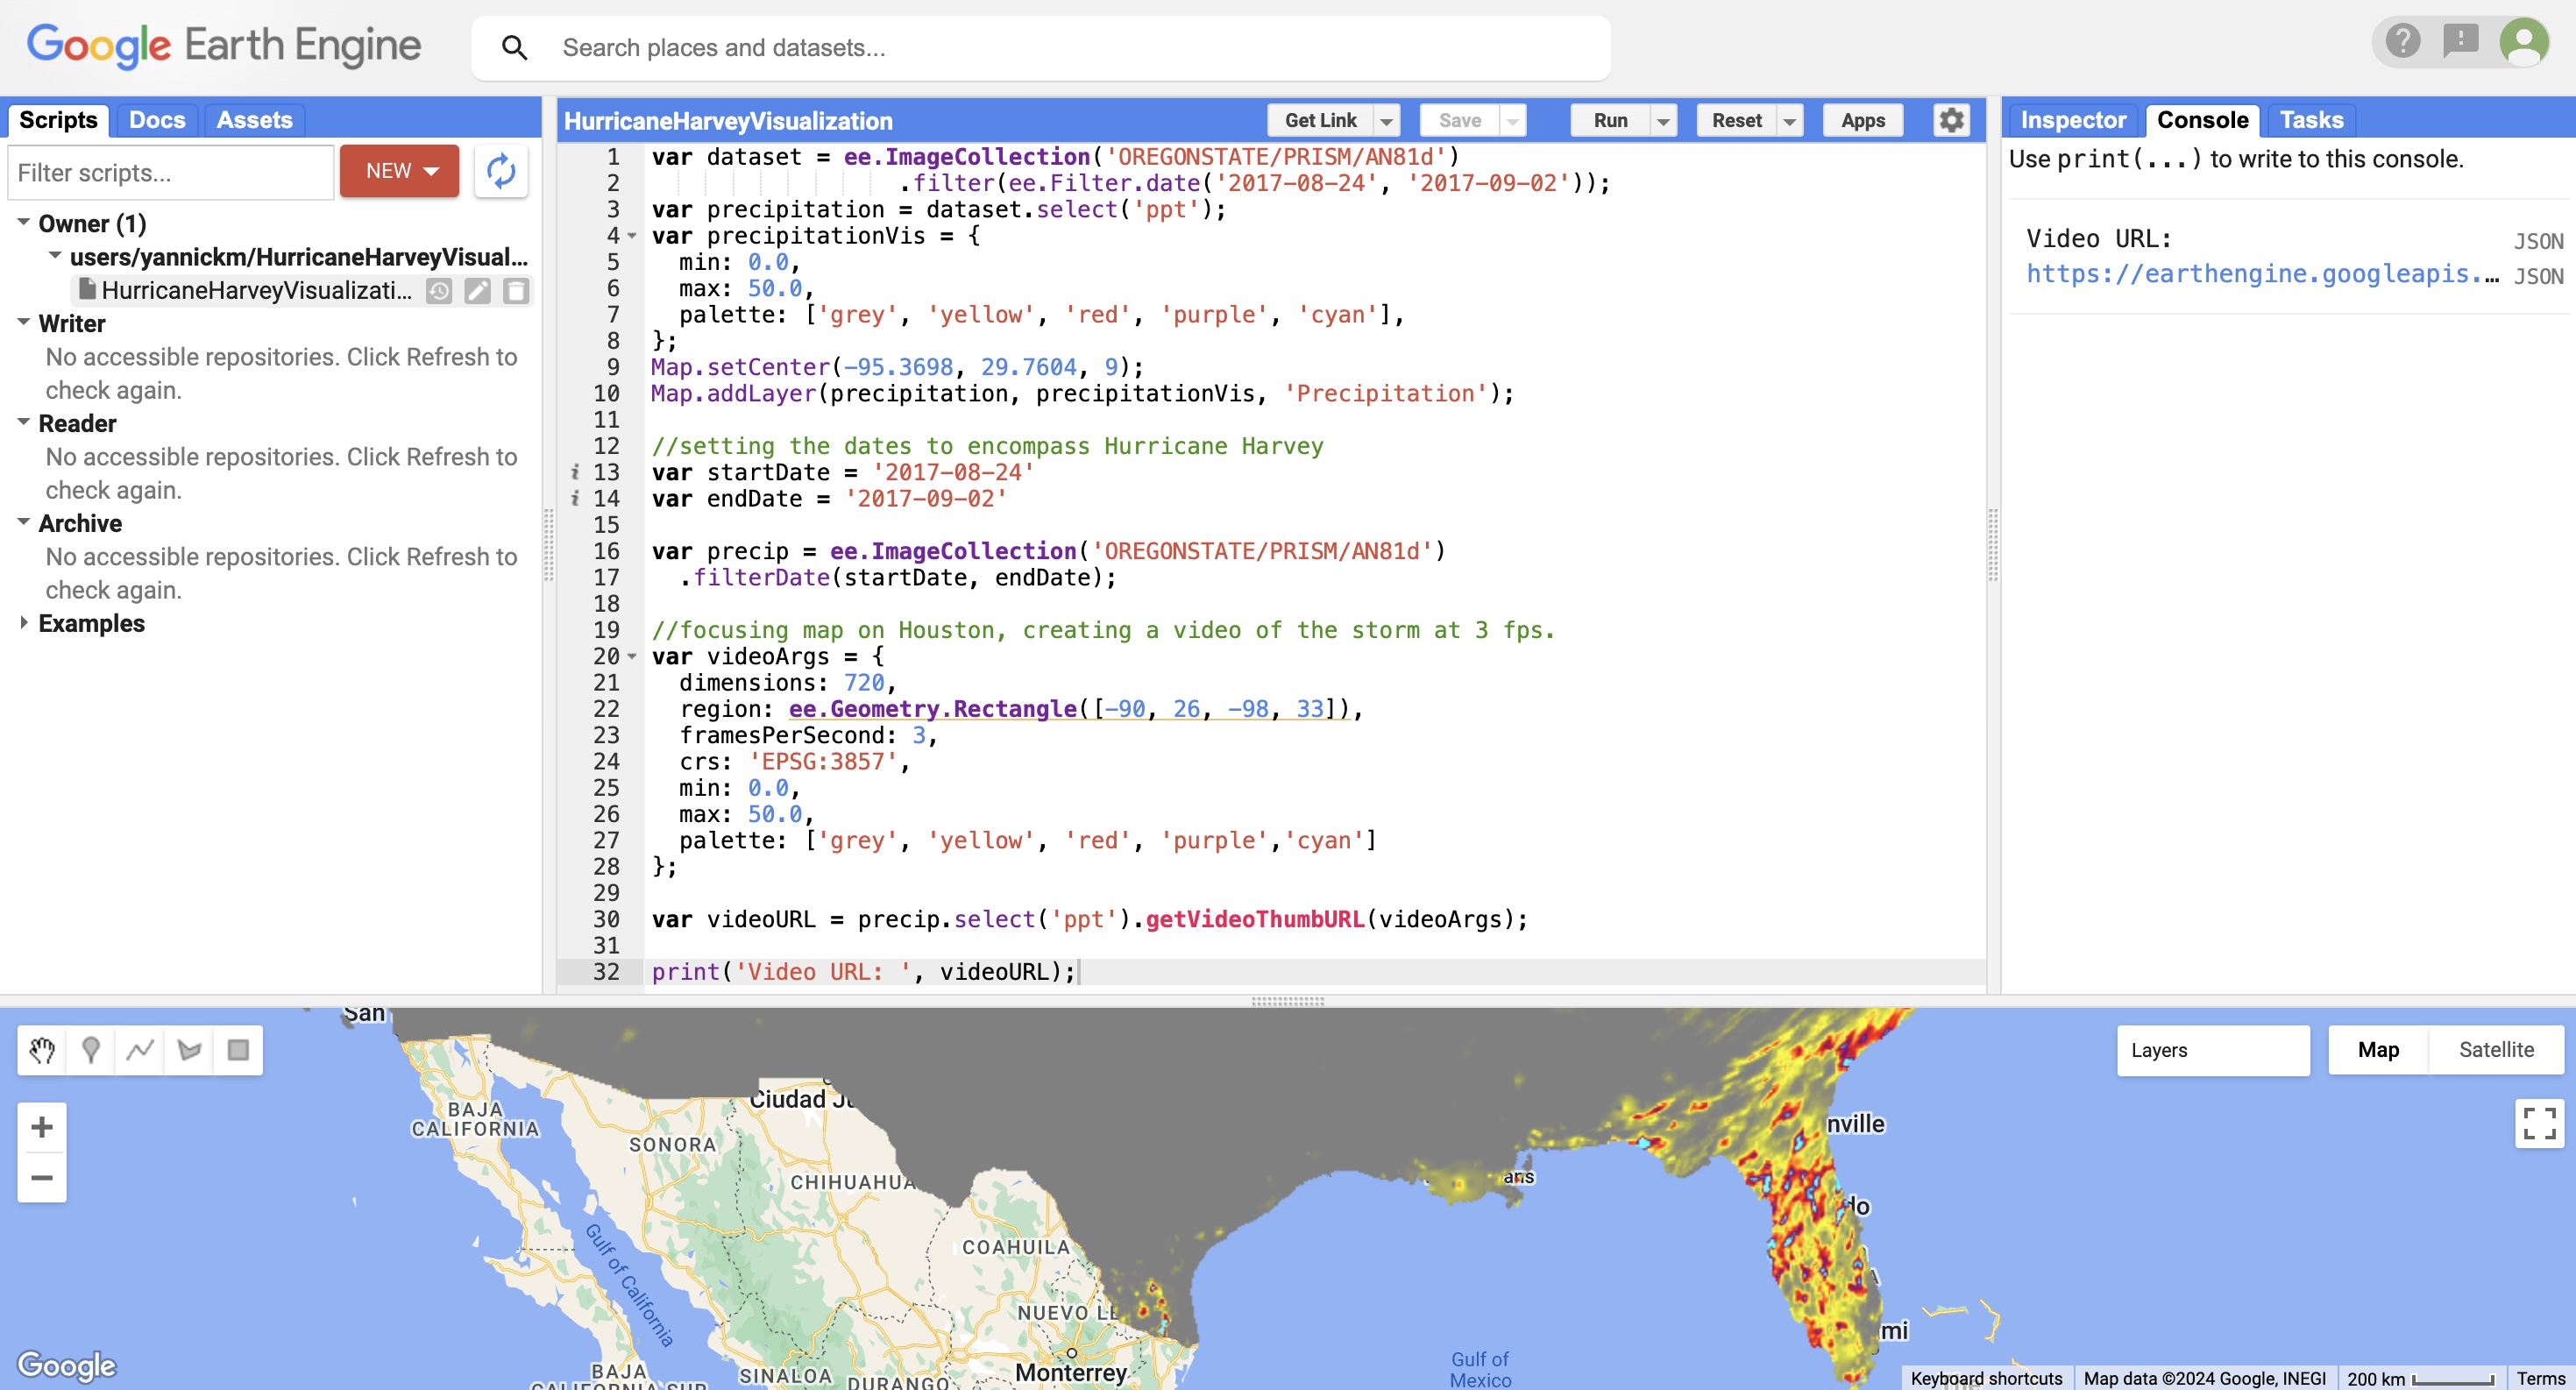 Google Earth Engine
Search places and datasets...
Scripts
Docs
Assets
Filter scripts...
NEW
Owner (1)
users/yannickm/HurricaneHarveyVisual...
HurricaneHarveyVisualizati...
Writer
No accessible repositories. Click Refresh to
check again.
Reader
No accessible repositories. Click Refresh to
check again.
Archive
No accessible repositories. Click Refresh to
check again.
Examples
HurricaneHarveyVisualization
Get Link
Save
Run
Reset
Apps
1 var dataset = ee.ImageCollection('OREGONSTATE/PRISM/AN81d')
2 .filter(ee.Filter.date('2017-08-24', '2017-09-02'));
3 var precipitation = dataset.select('ppt');
4 var precipitationVis = {
5 min: 0.0,
6 max: 50.0,
7 palette: ['grey', 'yellow', 'red', 'purple', 'cyan'],
8 };
9 Map.setCenter(-95.3698, 29.7604, 9);
10 Map.addLayer(precipitation, precipitationVis, 'Precipitation');
11
12 //setting the dates to encompass Hurricane Harvey
i 13 var startDate = '2017-08-24'
i 14 var endDate = '2017-09-02'
15
16 var precip = ee.ImageCollection('OREGONSTATE/PRISM/AN81d')
17 .filterDate(startDate, endDate);
18
19 //focusing map on Houston, creating a video of the storm at 3 fps.
20 var videoArgs = {
21 dimensions: 720,
22 region: ee.Geometry.Rectangle([-90, 26, -98, 33]),
23 framesPerSecond: 3,
24 crs: 'EPSG:3857',
25 min: 0.0,
26 max: 50.0,
27 palette: ['grey', 'yellow', 'red', 'purple','cyan']
28 };
29
30 var videoURL = precip.select('ppt').getVideoThumbURL(videoArgs);
31
32 print('Video URL: ', videoURL);
Inspector
Console
Tasks
Use print(...) to write to this console.
Video URL:
JSON
https://earthengine.googleapis....
JSON
San
Layers
Map
Satellite
Ciudad Ju
BAJA
CALIFORNIA
SONORA
CHIHUAHUA
nville
ans
do
Gulf of California
COAHUILA
NUEVO LE
mi
Monterrey
Gulf of
Mexico
BAJA
CALIFORNIA SUR
SINALOA
DURANGO
Google
Keyboard shortcuts
Map data ©2024 Google, INEGI
200 km
Terms